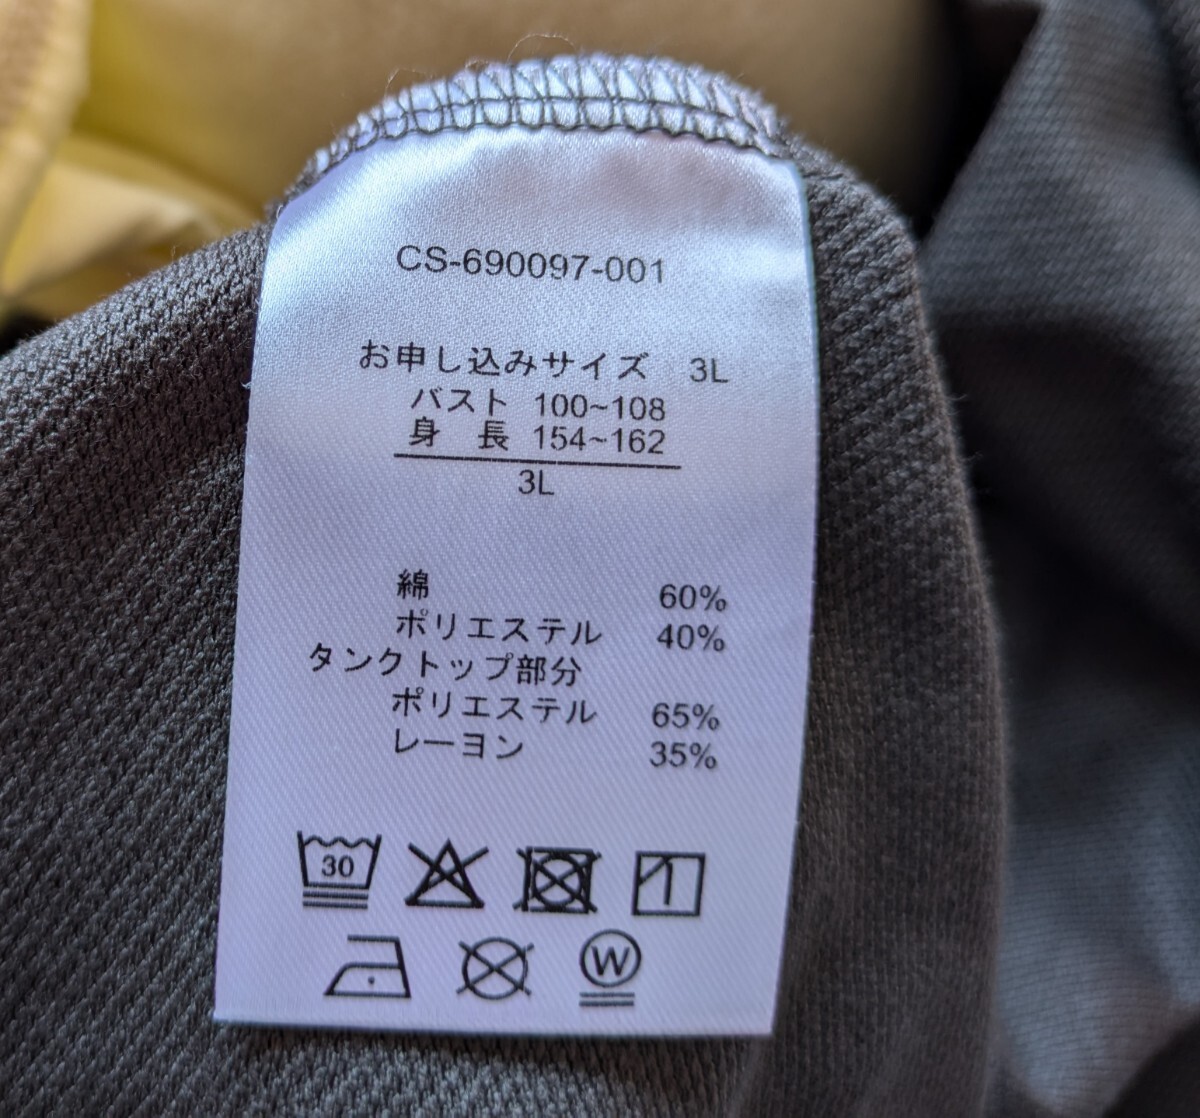 CS-690097-001
お申し込みサイズ 3L
バスト 100~108
身 長 154~162
3L
綿 60%
ポリエステル 40%
タンクトップ部分
ポリエステル 65%
レーヨン 35%
30
W